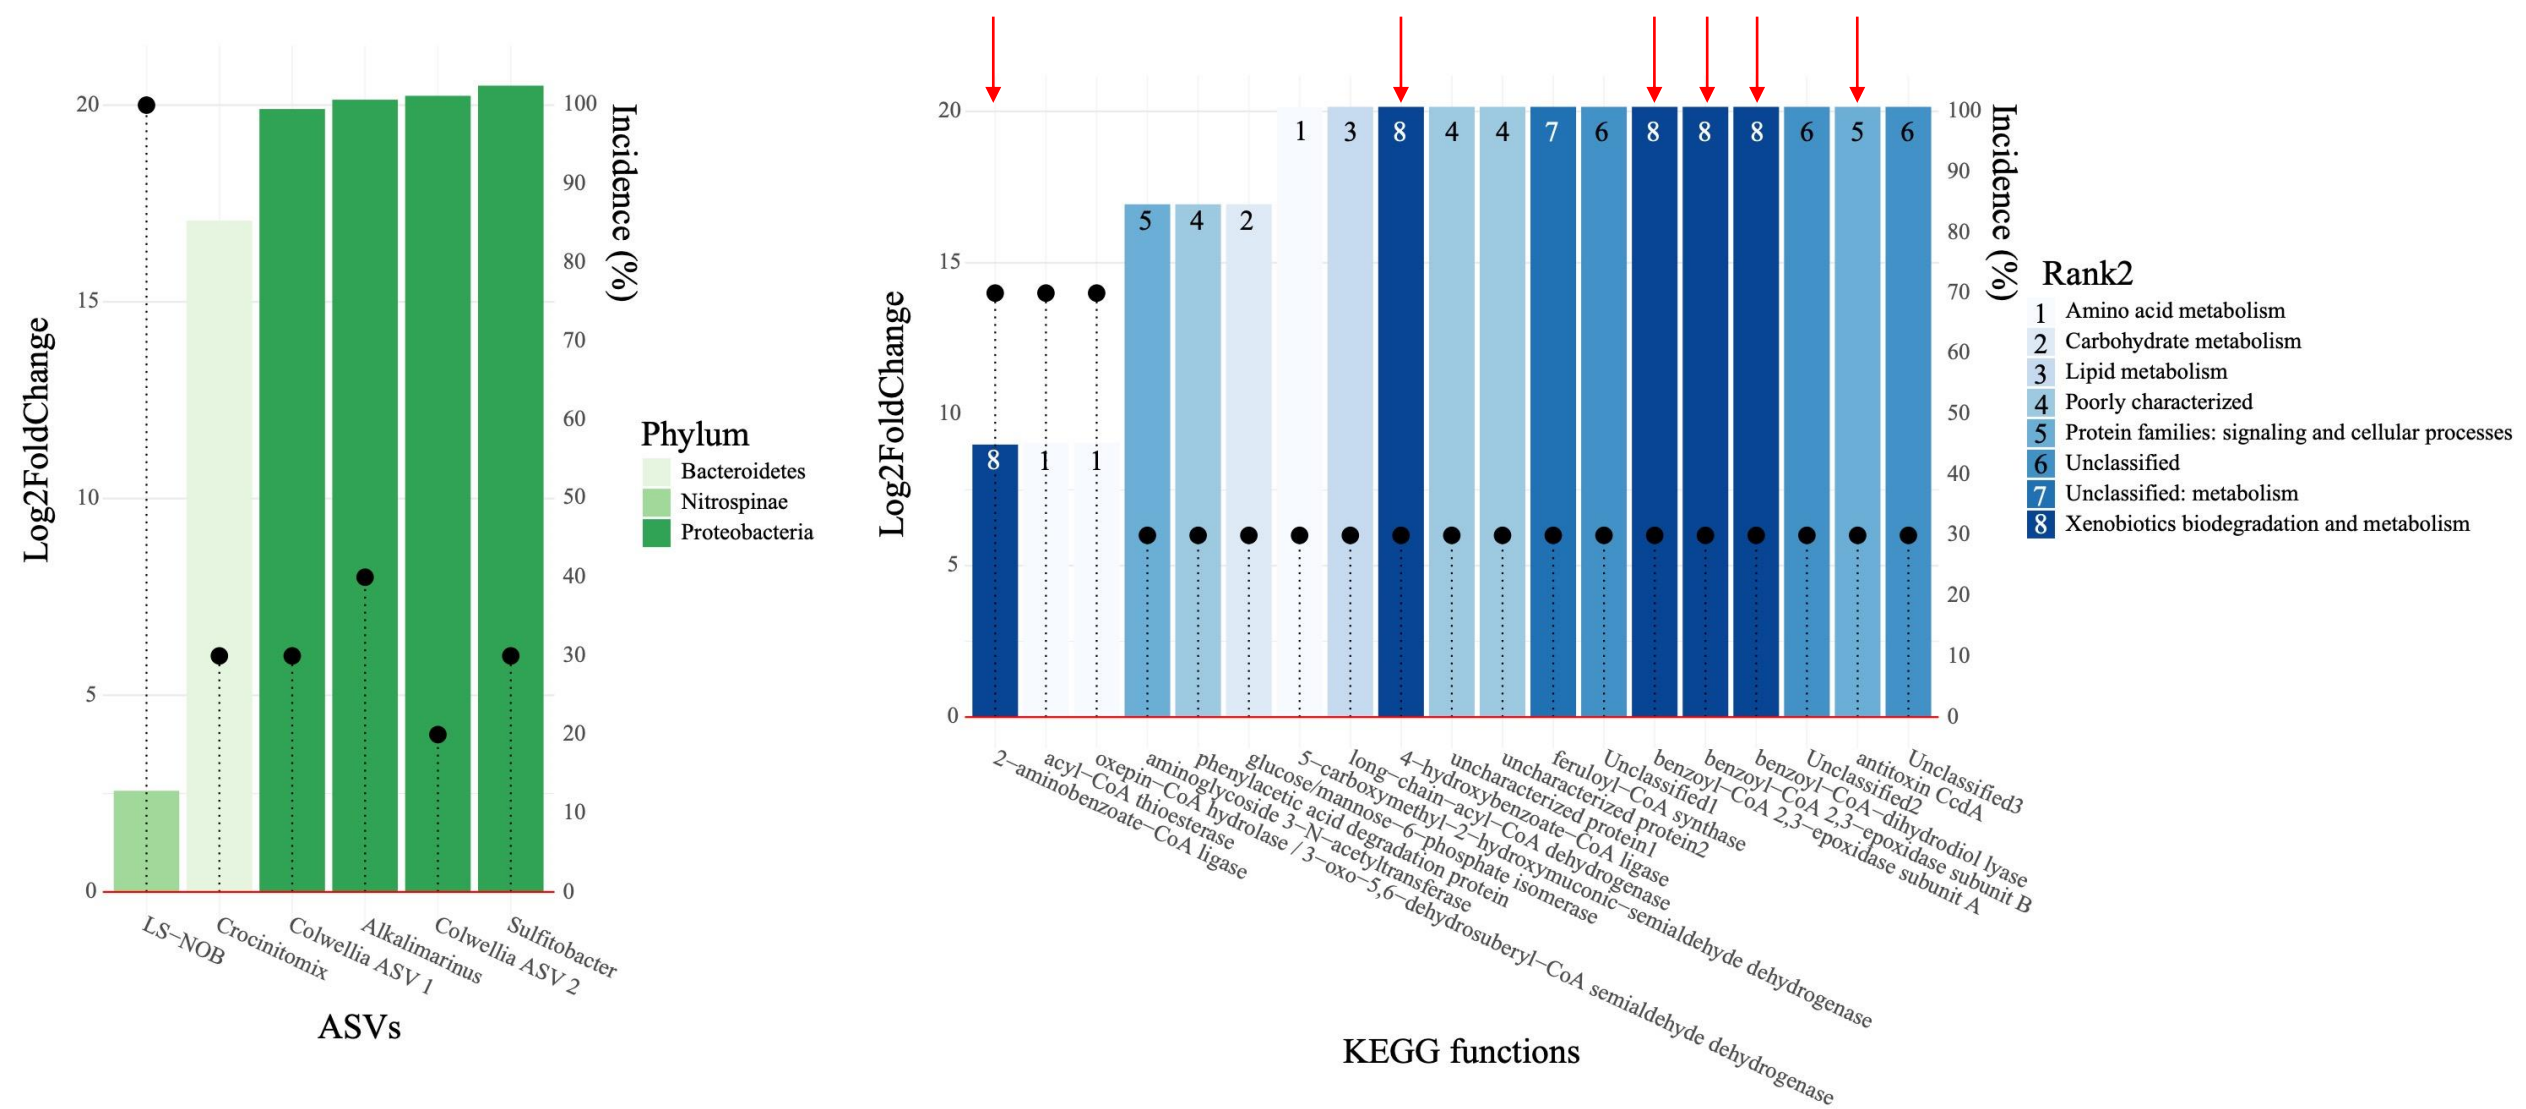 20
15
10
5
0
Log2FoldChange
100
90
80
70
60
50
40
30
20
10
0
Incidence (%)
LS−NOB
Crocinitomix
Colwellia ASV 1
Alkalimarinus
Colwellia ASV 2
Sulfitobacter
ASVs
Phylum
Bacteroidetes
Nitrospinae
Proteobacteria
20
15
10
5
0
Log2FoldChange
8 1 1 5 4 2 1 3 8 4 4 7 6 8 8 8 6 5 6
100
90
80
70
60
50
40
30
20
10
0
Incidence (%)
2−aminobenzoate−CoA ligase
acyl−CoA thioesterase
oxepin−CoA hydrolase / 3−oxo−5,6−dehydrosuberyl−CoA semialdehyde dehydrogenase
aminoglycoside 3−N−acetyltransferase
phenylacetic acid degradation protein
glucose/mannose−6−phosphate isomerase
5−carboxymethyl−2−hydroxymuconic−semialdehyde dehydrogenase
long−chain−acyl−CoA dehydrogenase
4−hydroxybenzoate−CoA ligase
uncharacterized protein1
uncharacterized protein2
feruloyl−CoA synthase
Unclassified1
benzoyl−CoA 2,3−epoxidase subunit A
benzoyl−CoA 2,3−epoxidase subunit B
benzoyl−CoA−dihydrodiol lyase
Unclassified2
antitoxin CcdA
Unclassified3
KEGG functions
Rank2
1 Amino acid metabolism
2 Carbohydrate metabolism
3 Lipid metabolism
4 Poorly characterized
5 Protein families: signaling and cellular processes
6 Unclassified
7 Unclassified: metabolism
8 Xenobiotics biodegradation and metabolism